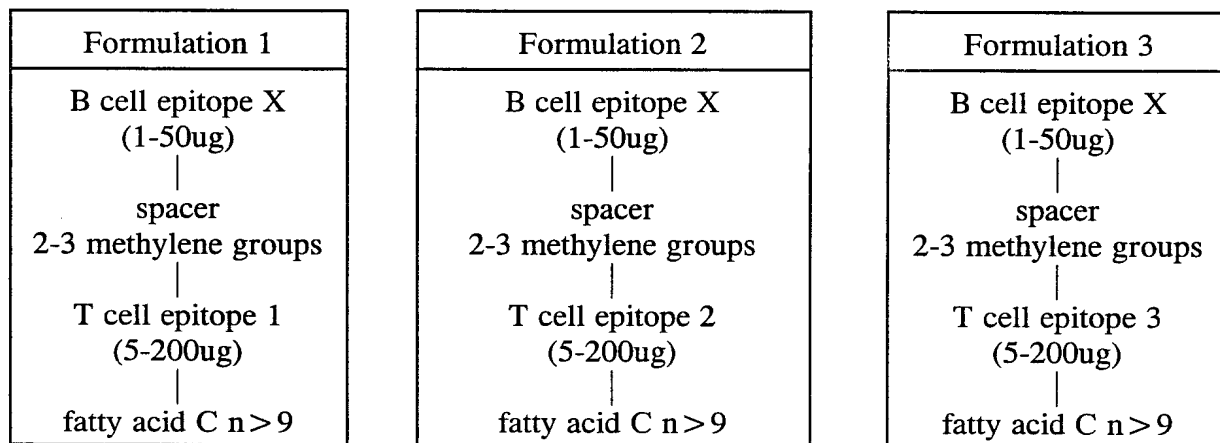 Formulation 1
B cell epitope X
(1-50ug)
spacer
2-3 methylene groups
T cell epitope 1
(5-200ug)
fatty acid C n>9
Formulation 2
B cell epitope X
(1-50ug)
spacer
2-3 methylene groups
T cell epitope 2
(5-200ug)
fatty acid C n>9
Formulation 3
B cell epitope X
(1-50ug)
spacer
2-3 methylene groups
T cell epitope 3
(5-200ug)
fatty acid C n>9